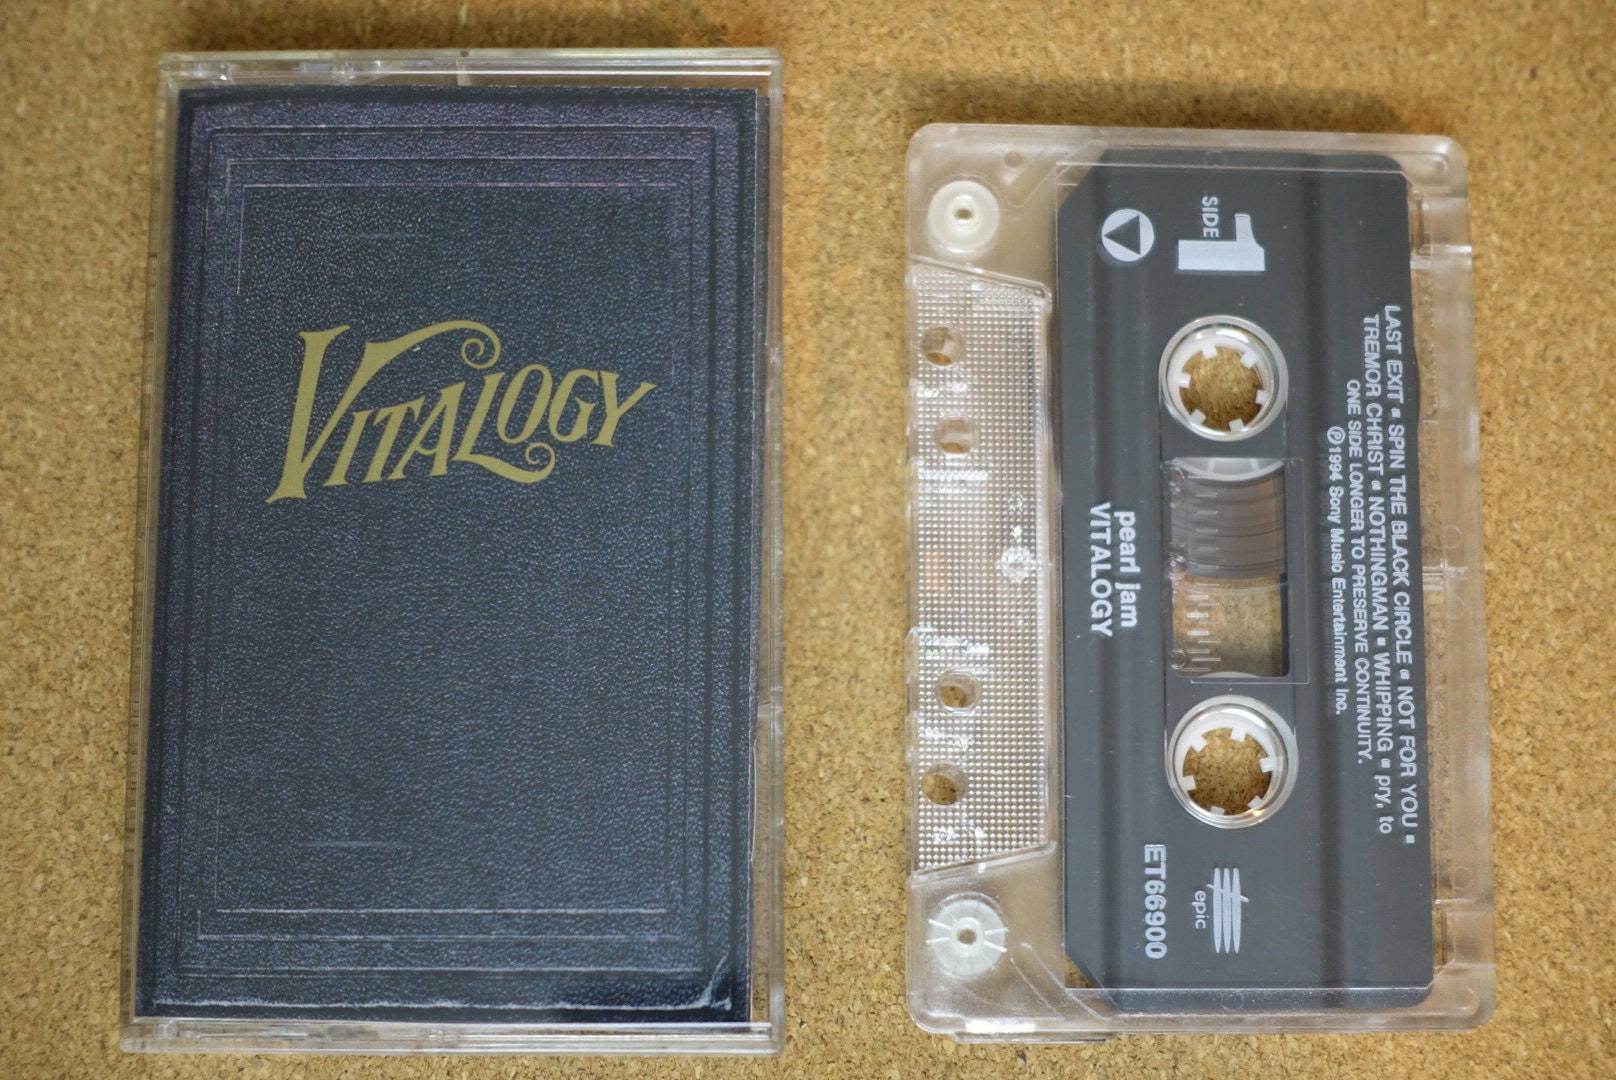 VITALOGY
SIDE 1
LAST EXIT ▪ SPIN THE BLACK CIRCLE ▪ NOT FOR YOU ▪
TREMOR CHRIST ▪ NOTHINGMAN ▪ WHIPPING ▪ pry, to
ONE SIDE LONGER TO PRESERVE CONTINUITY.
℗1994 Sony Music Entertainment Inc.
pearl jam
VITALOGY
epic
ET66900